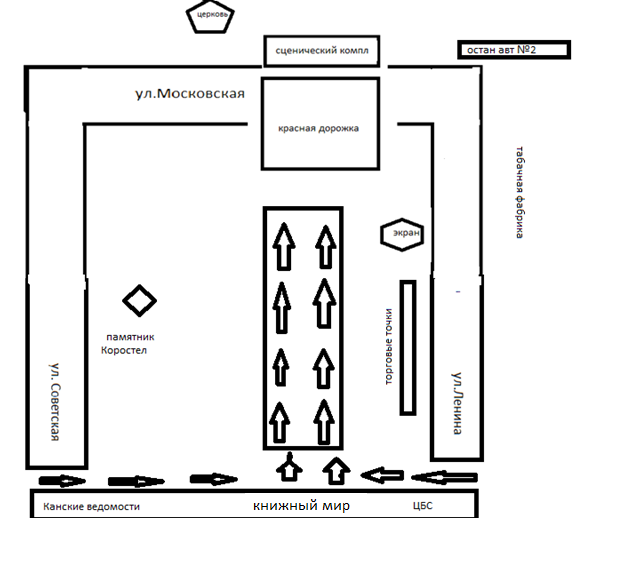 церковь
сценический компл
остан авт №2
ул.Московская
красная дорожка
табачная фабрика
экран
памятник
Коростел
торговые точки
ул. Советская
ул.Ленина
Канские ведомости
книжный мир
ЦБС